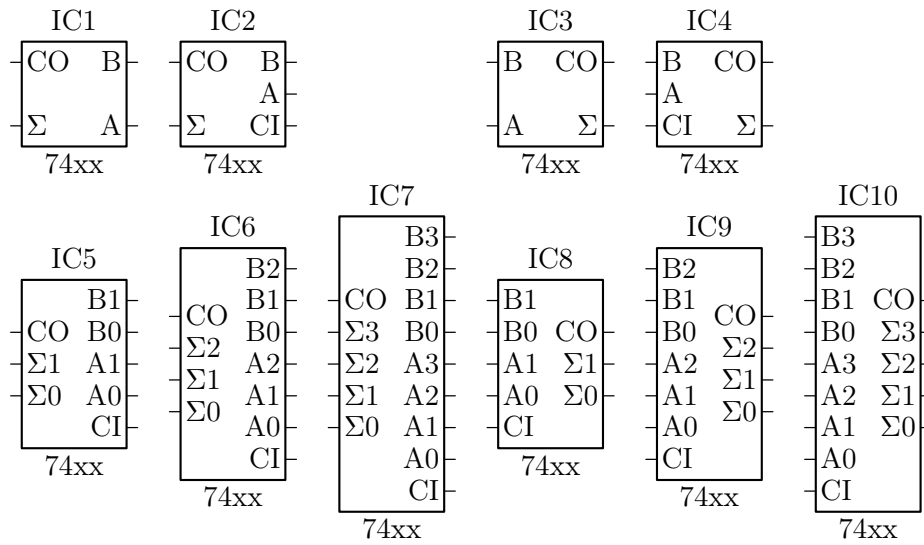 IC1
CO B
A
Σ
74xx
IC2
CO B
A
Σ CI
74xx
IC3
B CO
A Σ
74xx
IC4
B CO
A
CI Σ
74xx
IC5
B1
CO B0
Σ1 A1
Σ0 A0
CI
74xx
IC6
B2
B1
CO B0
Σ2 A2
Σ1 A1
Σ0 A0
CI
74xx
IC7
B3
B2
CO B1
Σ3 B0
Σ2 A3
Σ1 A2
Σ0 A1
A0
CI
74xx
IC8
B1
B0 CO
A1 Σ1
A0 Σ0
CI
74xx
IC9
B2
B1
B0 CO
A2 Σ2
A1 Σ1
A0 Σ0
CI
74xx
IC10
B3
B2
B1 CO
B0 Σ3
A3 Σ2
A2 Σ1
A1 Σ0
A0
CI
74xx